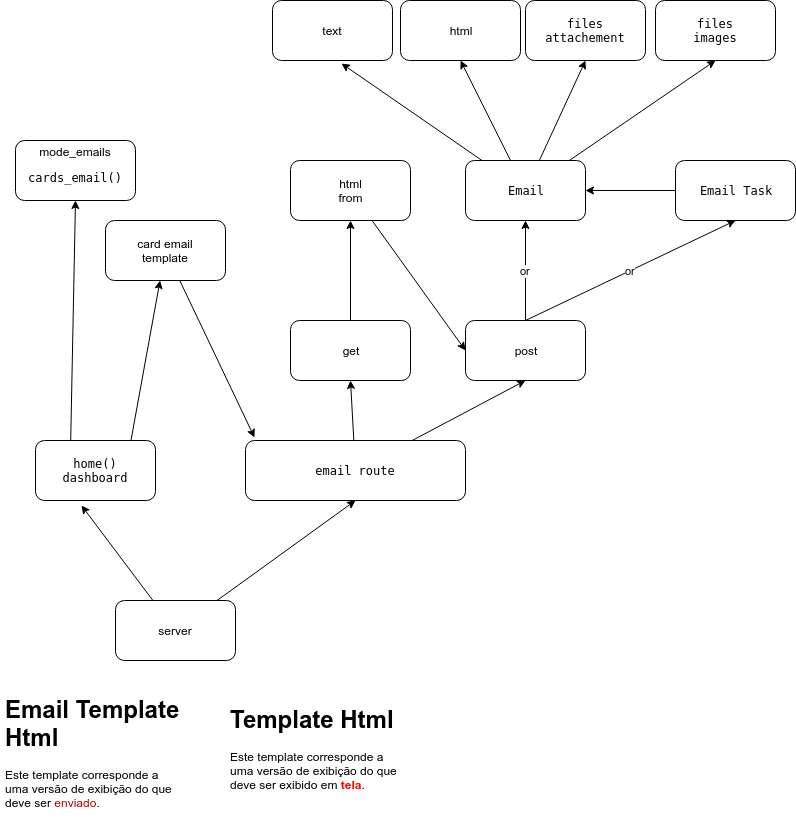 text
html
files
attachement
files
images
mode_emails
cards_email()
html
from
Email
Email Task
card email
template
or
or
get
post
home()
dashboard
email route
server
Email Template
Html
Este template corresponde a
uma versão de exibição do que
deve ser enviado.
Template Html
Este template corresponde a
uma versão de exibição do que
deve ser exibido em tela.